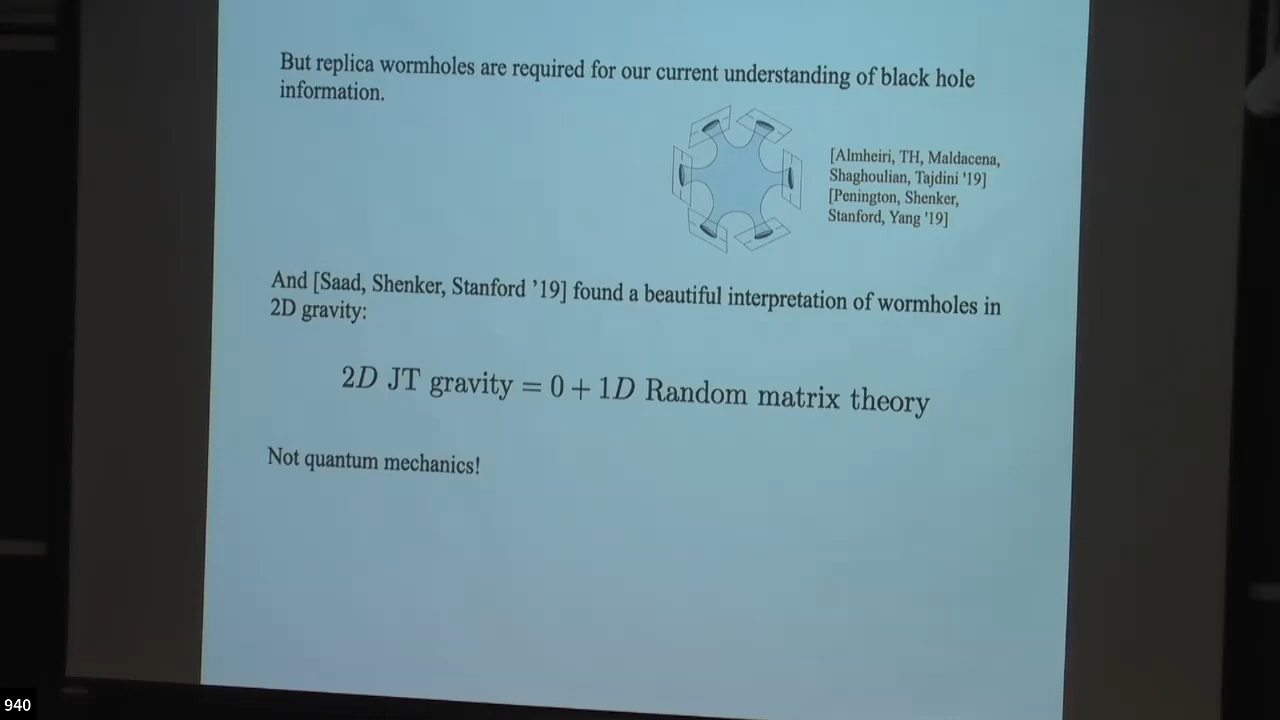 But replica wormholes are required for our current understanding of black hole
information.
[Almheiri, TH, Maldacena,
Shaghoulian, Tajdini '19]
[Penington, Shenker,
Stanford, Yang '19]
And [Saad, Shenker, Stanford ’19] found a beautiful interpretation of wormholes in
2D gravity:
2D JT gravity = 0 + 1D Random matrix theory
Not quantum mechanics!
940